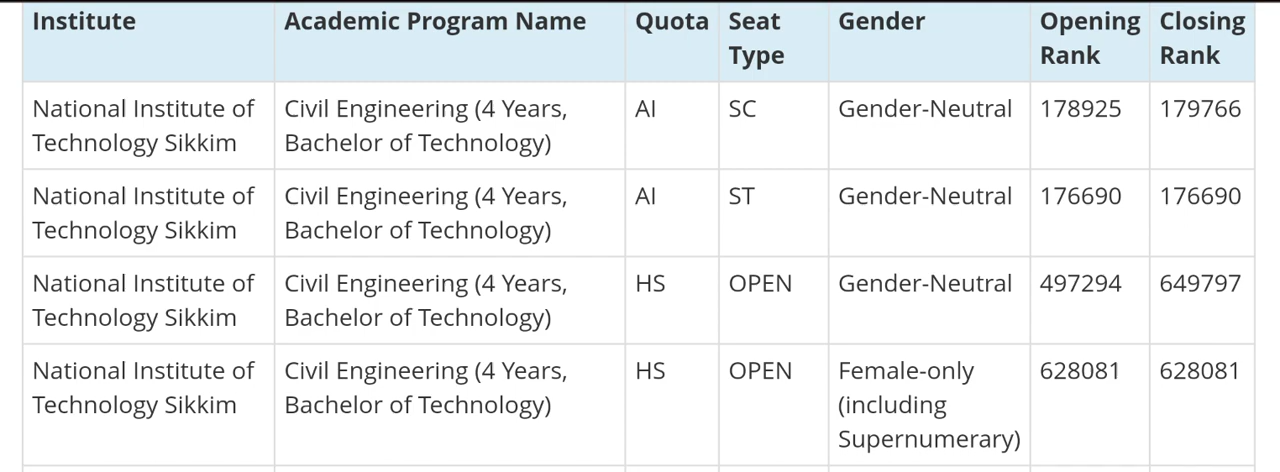 Institute Academic Program Name Quota Seat Type Gender Opening Rank Closing Rank
National Institute of Technology Sikkim Civil Engineering (4 Years, Bachelor of Technology) AI SC Gender-Neutral 178925 179766
National Institute of Technology Sikkim Civil Engineering (4 Years, Bachelor of Technology) AI ST Gender-Neutral 176690 176690
National Institute of Technology Sikkim Civil Engineering (4 Years, Bachelor of Technology) HS OPEN Gender-Neutral 497294 649797
National Institute of Technology Sikkim Civil Engineering (4 Years, Bachelor of Technology) HS OPEN Female-only (including Supernumerary) 628081 628081